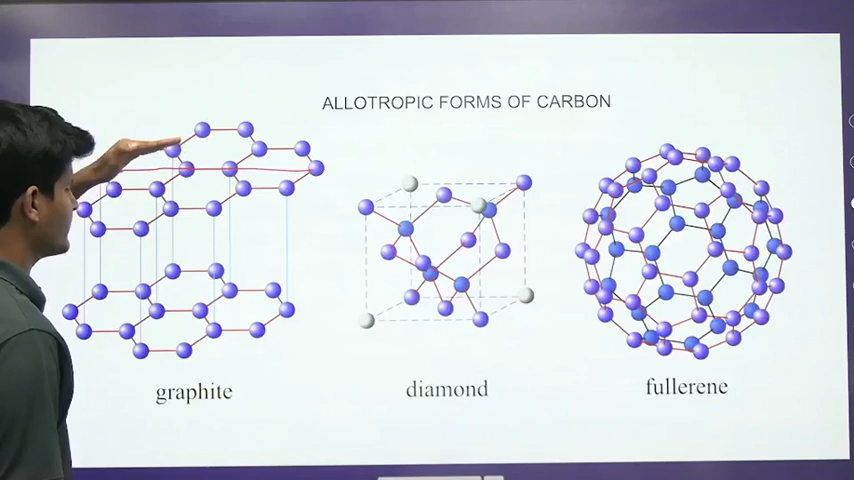 ALLOTROPIC FORMS OF CARBON
graphite
diamond
fullerene